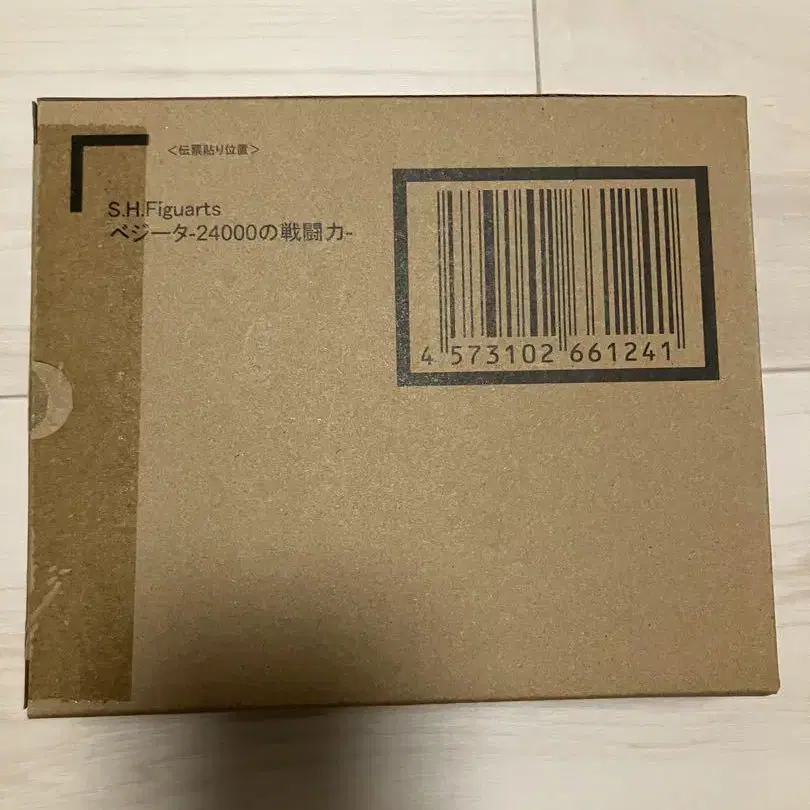 ＜伝票貼り位置＞
S.H.Figuarts
ベジータ-24000の戦闘力-
4 573102 661241